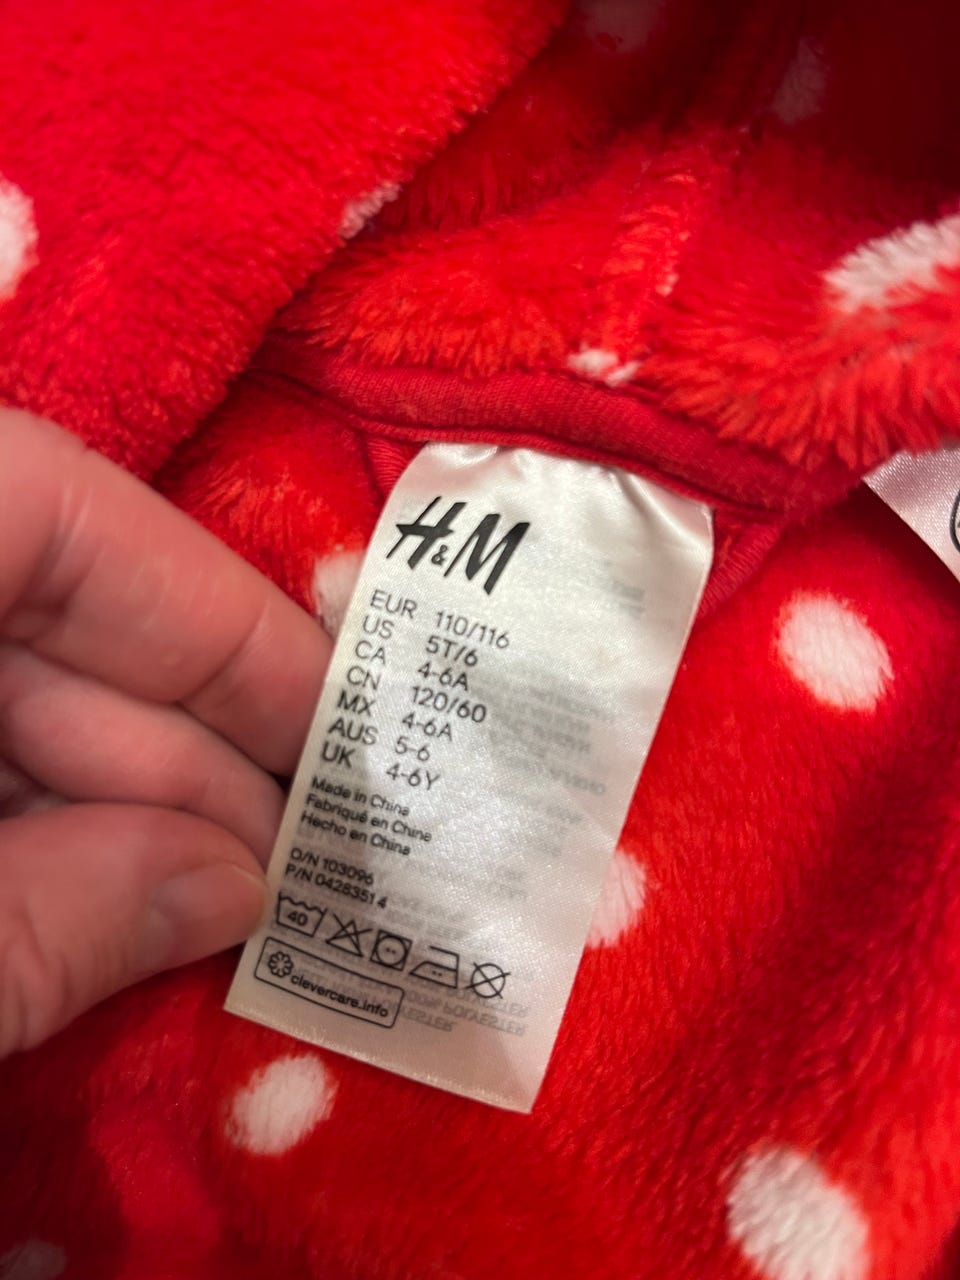 H&M
EUR 110/116
US 5T/6
CA 4-6A
CN 120/60
MX 4-6A
AUS 5-6
UK 4-6Y
Made in China
Fabriqué en Chine
Hecho en China
O/N 103096
P/N 04283514
40
clevercare.info